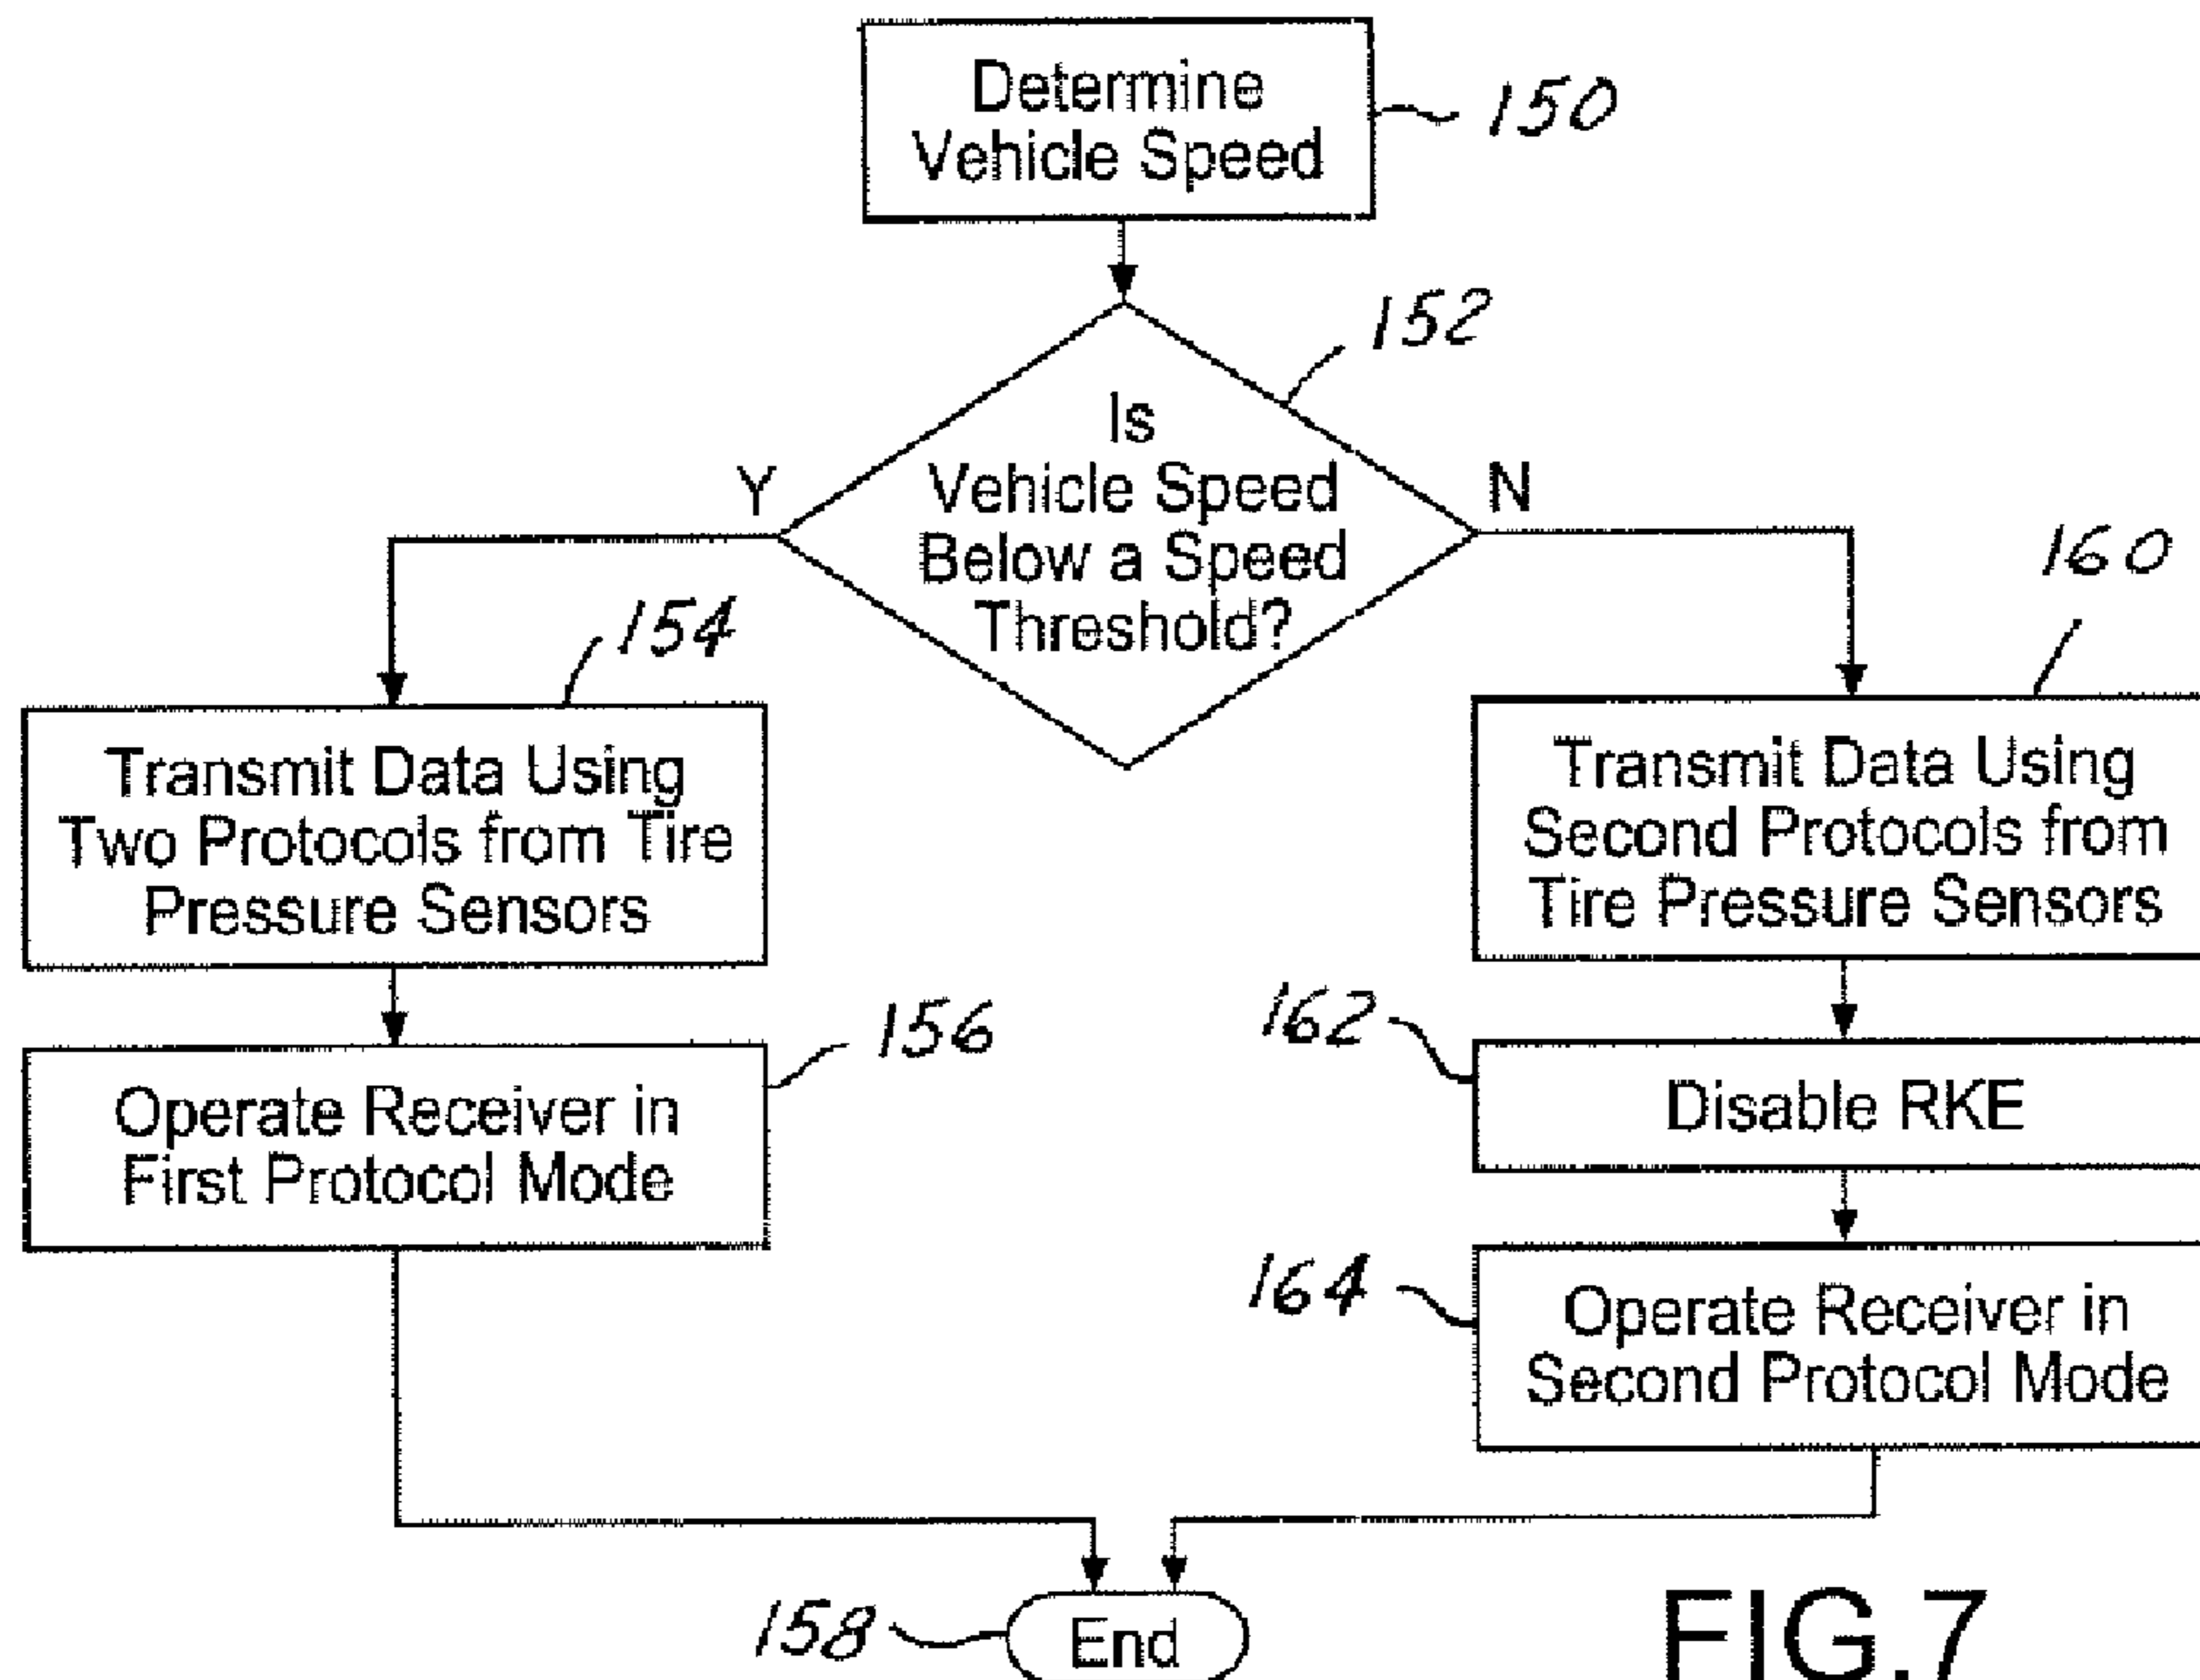 Determine
Vehicle Speed
150
152
Is
Vehicle Speed
Below a Speed
Threshold?
Y
N
154
160
Transmit Data Using
Two Protocols from Tire
Pressure Sensors
Transmit Data Using
Second Protocols from
Tire Pressure Sensors
156
162
Operate Receiver in
First Protocol Mode
Disable RKE
164
Operate Receiver in
Second Protocol Mode
158
End
FIG.7